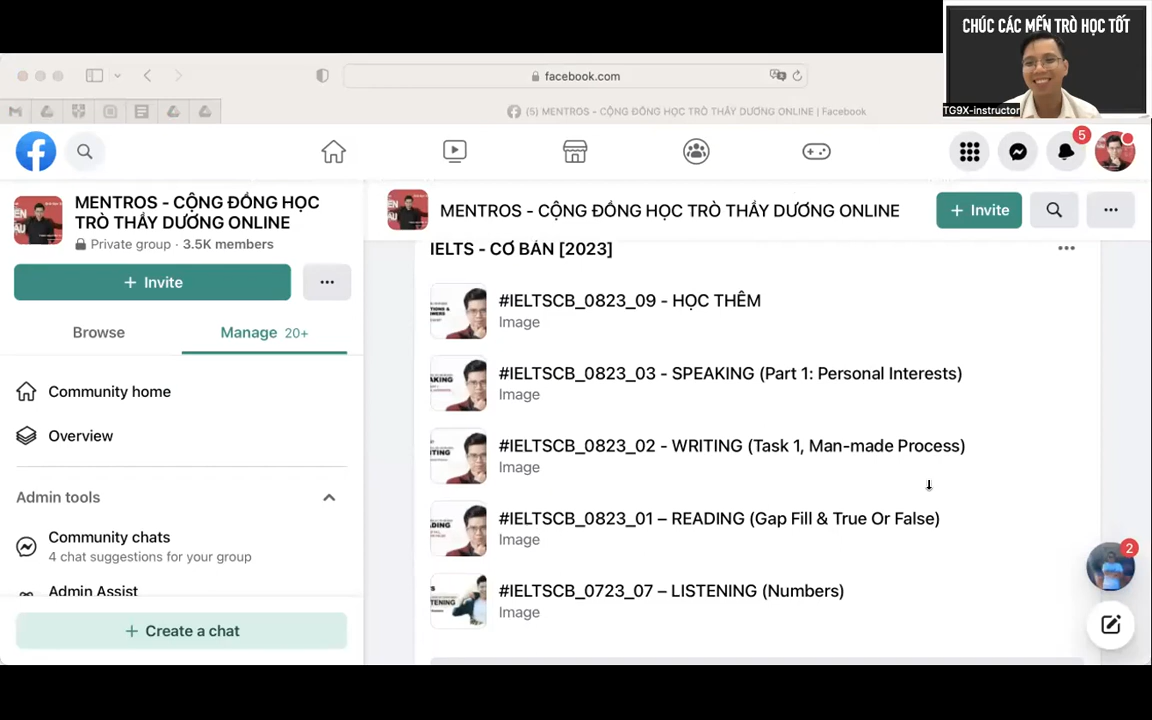 CHÚC CÁC MẾN TRÒ HỌC TỐT
TG9X-instructor
facebook.com
(5) MENTROS - CỘNG ĐỒNG HỌC TRÒ THẦY DƯƠNG ONLINE | Facebook
5
MENTROS - CỘNG ĐỒNG HỌC
TRÒ THẦY DƯƠNG ONLINE
Private group · 3.5K members
+ Invite
...
Browse
Manage 20+
Community home
Overview
Admin tools
Community chats
4 chat suggestions for your group
Admin Assist
+ Create a chat
MENTROS - CỘNG ĐỒNG HỌC TRÒ THẦY DƯƠNG ONLINE
+ Invite
...
IELTS - CƠ BẢN [2023]
...
#IELTSCB_0823_09 - HỌC THÊM
Image
#IELTSCB_0823_03 - SPEAKING (Part 1: Personal Interests)
Image
#IELTSCB_0823_02 - WRITING (Task 1, Man-made Process)
Image
#IELTSCB_0823_01 – READING (Gap Fill & True Or False)
Image
#IELTSCB_0723_07 – LISTENING (Numbers)
Image
2